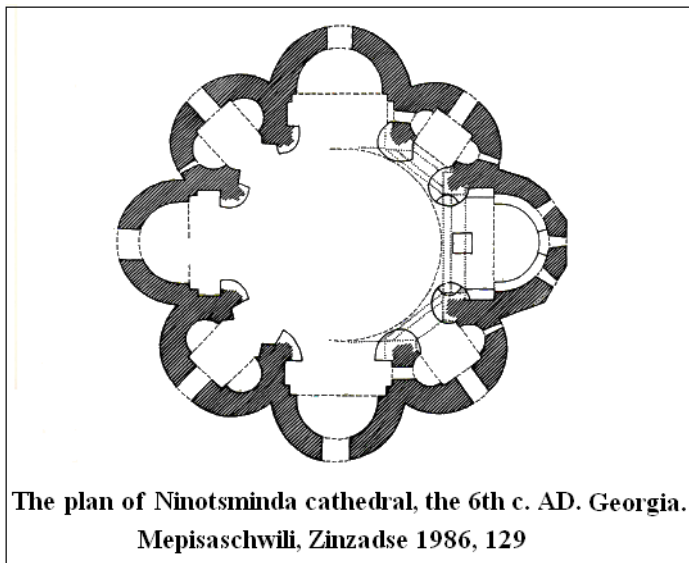 The plan of Ninotsminda cathedral, the 6th c. AD. Georgia.
Mepisaschwili, Zinzadse 1986, 129